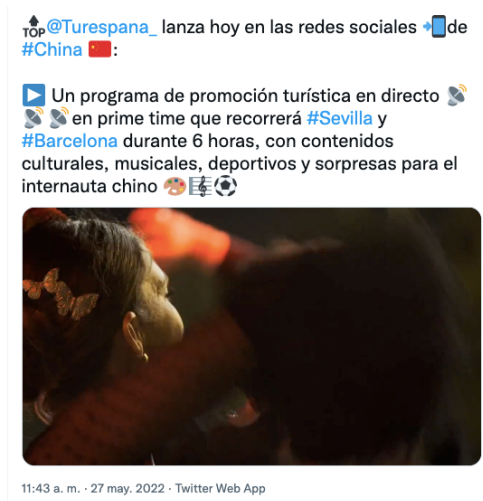 🔝@Turespana_ lanza hoy en las redes sociales 📲de
#China 🇨🇳:
▶️ Un programa de promoción turística en directo 📡
📡📡en prime time que recorrerá #Sevilla y
#Barcelona durante 6 horas, con contenidos
culturales, musicales, deportivos y sorpresas para el
internauta chino 🎨🎼⚽
11:43 a. m. · 27 may. 2022 · Twitter Web App